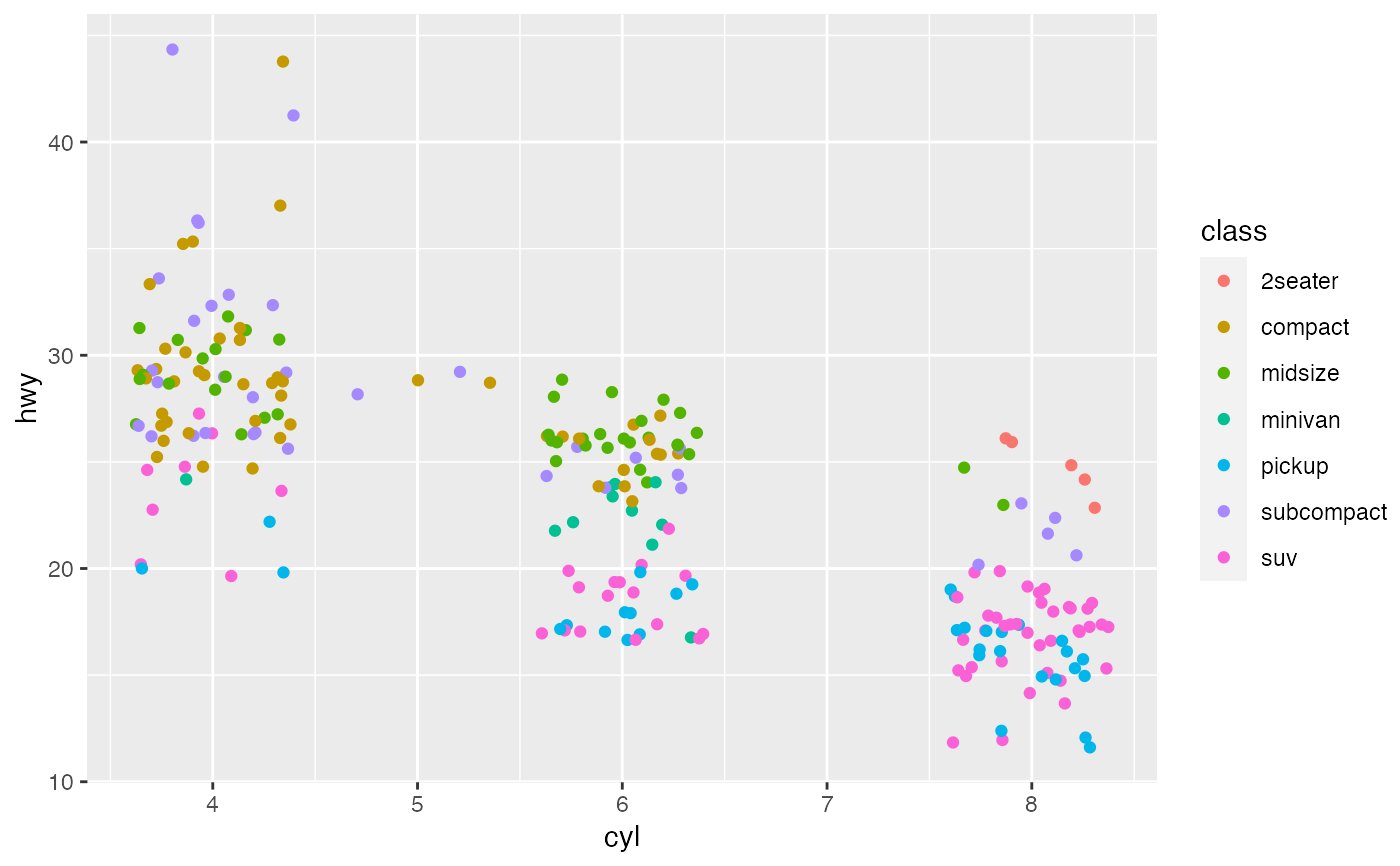 hwy
40
30
20
10
4 5 6 7 8
cyl
class
2seater
compact
midsize
minivan
pickup
subcompact
suv